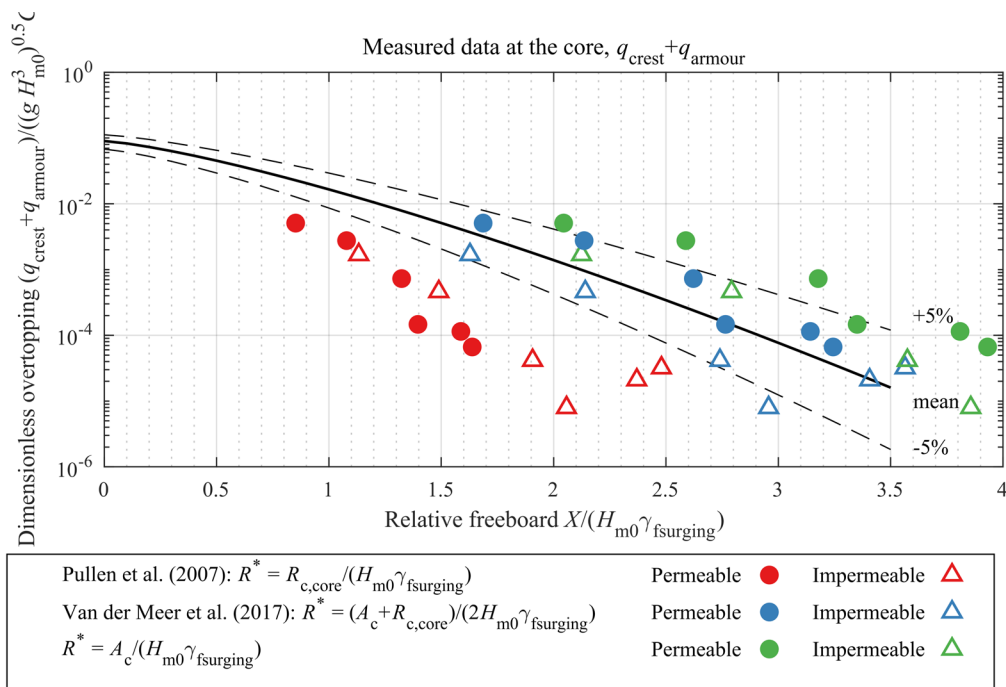 Measured data at the core, q_crest+q_armour
Dimensionless overtopping (q_crest+q_armour)/((g H_m0^3)^0.5(
10^0
10^-2
10^-4
10^-6
+5%
mean
-5%
0 0.5 1 1.5 2 2.5 3 3.5 4
Relative freeboard X/(H_m0γ_fsurging)
Pullen et al. (2007): R^* = R_c,core/(H_m0γ_fsurging) Permeable Impermeable
Van der Meer et al. (2017): R^* = (A_c+R_c,core)/(2H_m0γ_fsurging) Permeable Impermeable
R^* = A_c/(H_m0γ_fsurging) Permeable Impermeable